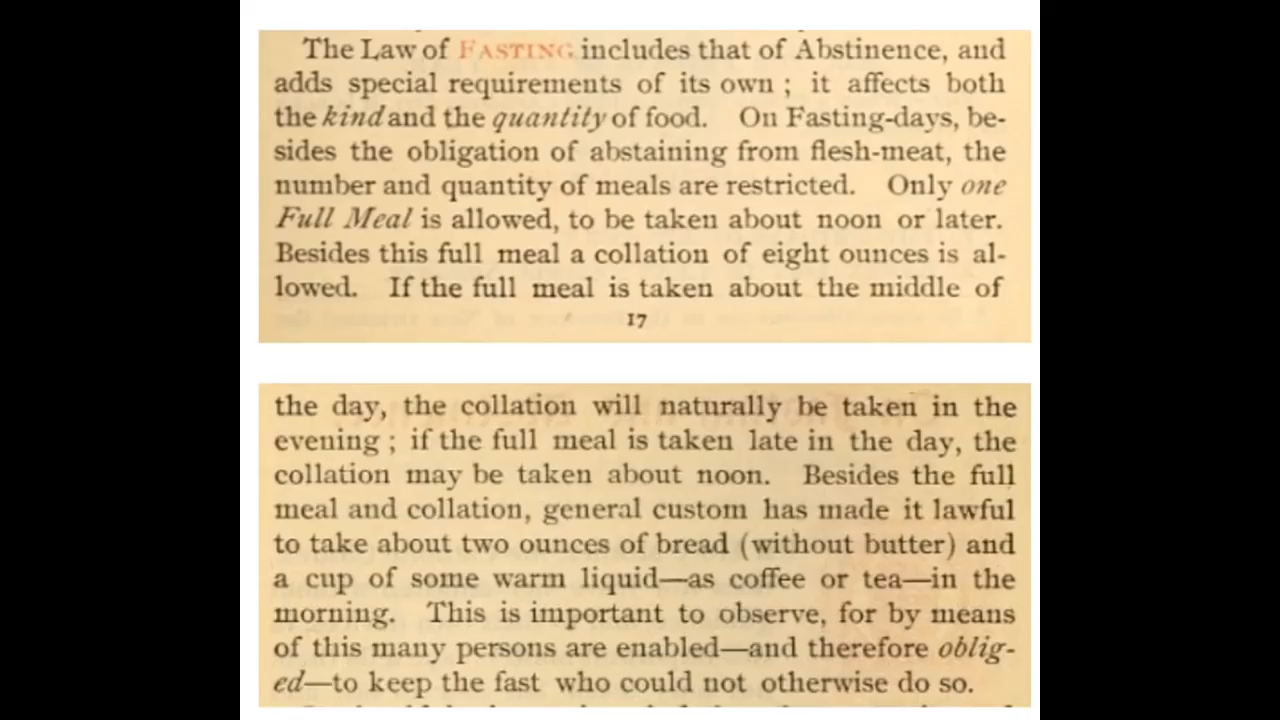 The Law of FASTING includes that of Abstinence, and
adds special requirements of its own ; it affects both
the kind and the quantity of food. On Fasting-days, be-
sides the obligation of abstaining from flesh-meat, the
number and quantity of meals are restricted. Only one
Full Meal is allowed, to be taken about noon or later.
Besides this full meal a collation of eight ounces is al-
lowed. If the full meal is taken about the middle of
17
the day, the collation will naturally be taken in the
evening ; if the full meal is taken late in the day, the
collation may be taken about noon. Besides the full
meal and collation, general custom has made it lawful
to take about two ounces of bread (without butter) and
a cup of some warm liquid—as coffee or tea—in the
morning. This is important to observe, for by means
of this many persons are enabled—and therefore oblig-
ed—to keep the fast who could not otherwise do so.